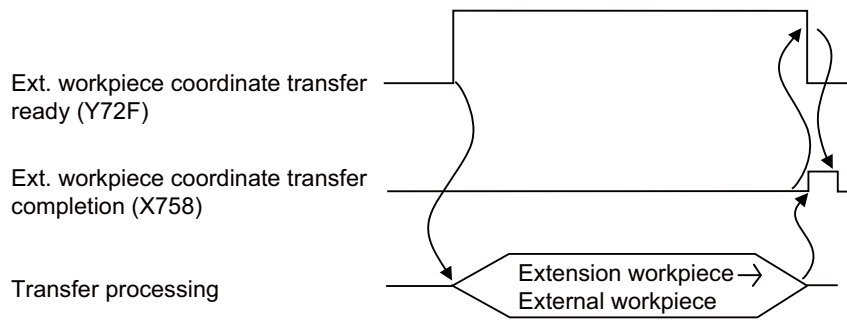 Ext. workpiece coordinate transfer
ready (Y72F)
Ext. workpiece coordinate transfer
completion (X758)
Transfer processing
Extension workpiece →
External workpiece